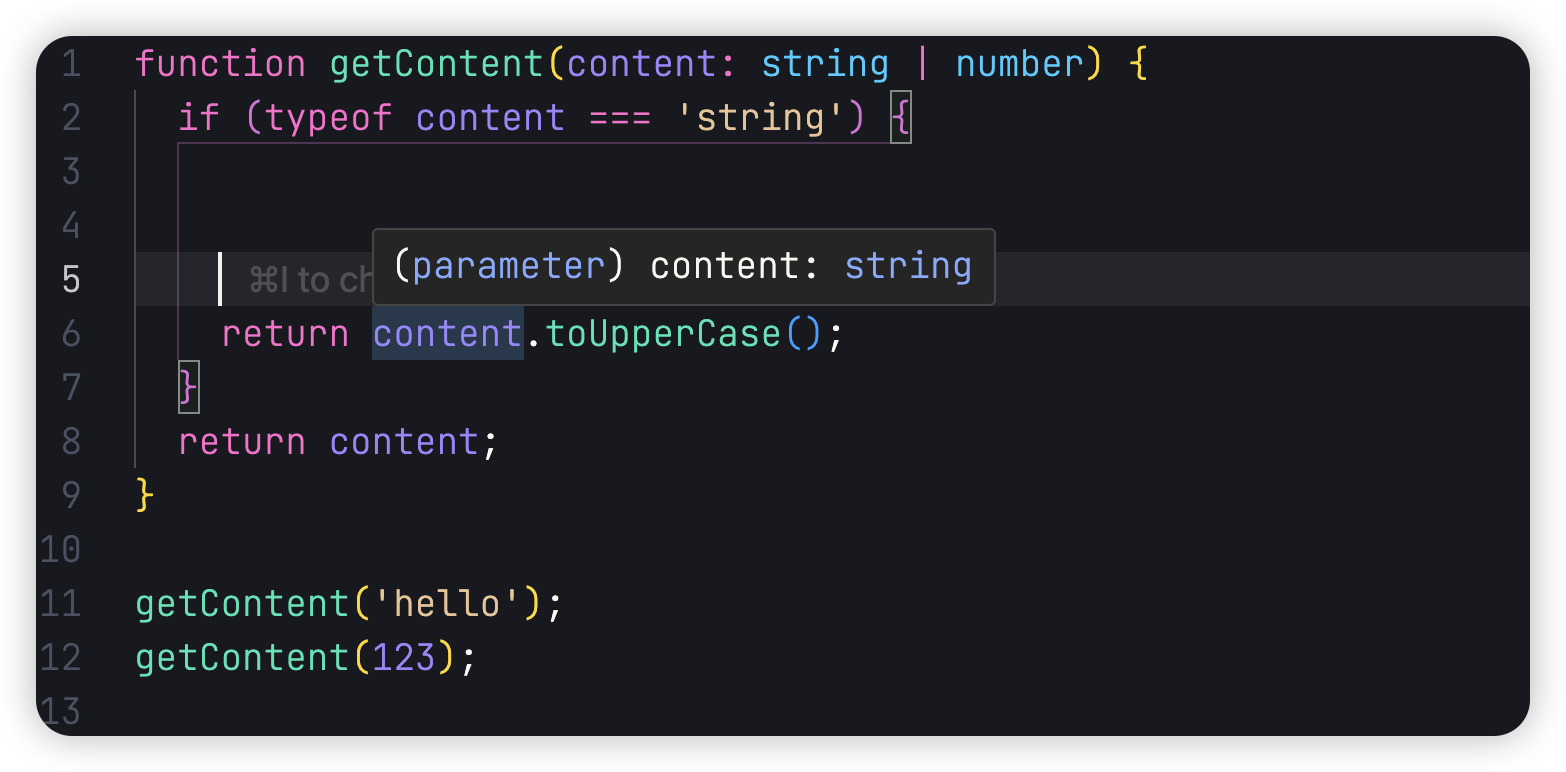 1 function getContent(content: string | number) {
2 if (typeof content === 'string') {
3
4
(parameter) content: string
5 ⌘I to ch
6 return content.toUpperCase();
7 }
8 return content;
9 }
10
11 getContent('hello');
12 getContent(123);
13